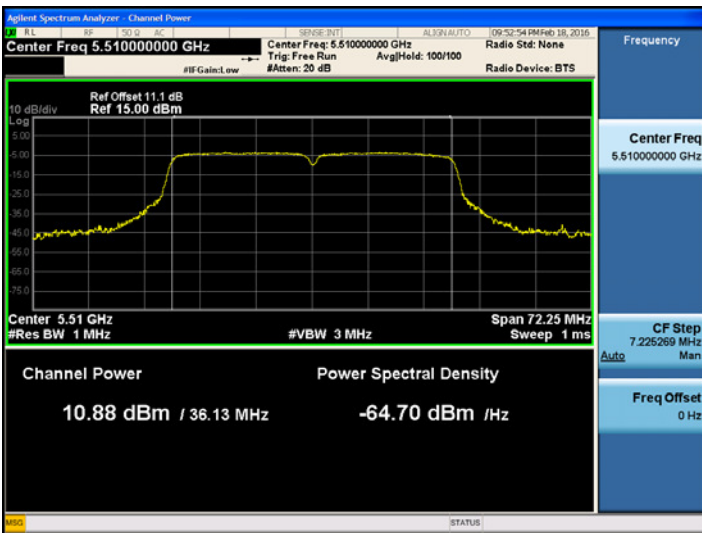 Agilent Spectrum Analyzer - Channel Power
RL RF 50 Ω AC SENSE:INT ALIGN AUTO 09:52:54 PM Feb 18, 2016
Center Freq 5.510000000 GHz
Center Freq: 5.510000000 GHz Radio Std: None
Trig: Free Run Avg|Hold: 100/100
#IFGain:Low #Atten: 20 dB Radio Device: BTS
Ref Offset 11.1 dB
10 dB/div Ref 15.00 dBm
Log
5.00
-5.00
-15.0
-25.0
-35.0
-45.0
-55.0
-65.0
-75.0
Center 5.51 GHz Span 72.25 MHz
#Res BW 1 MHz #VBW 3 MHz Sweep 1 ms
Channel Power Power Spectral Density
10.88 dBm / 36.13 MHz -64.70 dBm /Hz
Frequency
Center Freq
5.510000000 GHz
CF Step
7.225269 MHz
Auto Man
Freq Offset
0 Hz
MSG STATUS